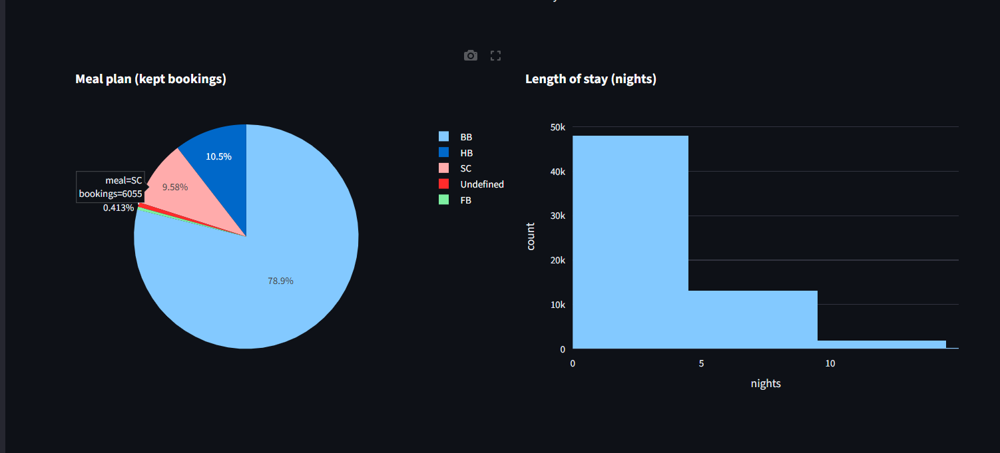 Meal plan (kept bookings)
BB
HB
SC
Undefined
FB
10.5%
9.58%
meal=SC
bookings=6055
0.413%
78.9%
Length of stay (nights)
50k
40k
30k
20k
10k
0
count
0
5
10
nights